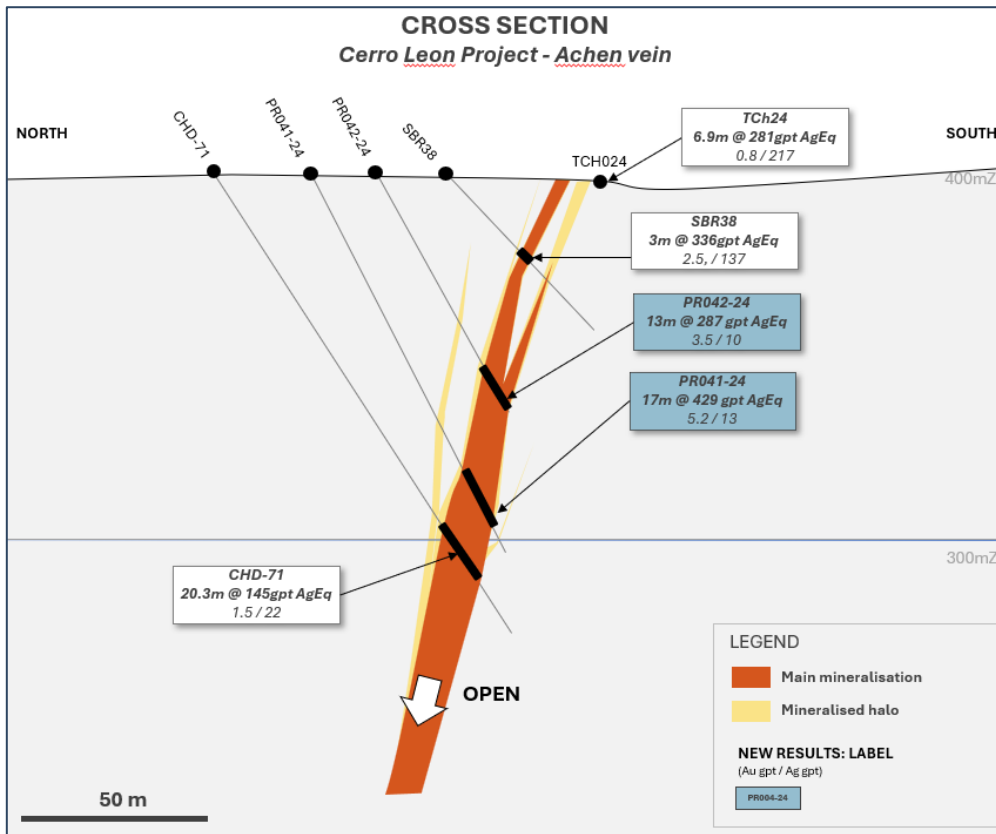 CROSS SECTION
Cerro Leon Project - Achen vein
NORTH
SOUTH
CHD-71
PR041-24
PR042-24
SBR38
TCH024
400mZ
TCh24
6.9m @ 281gpt AgEq
0.8 / 217
SBR38
3m @ 336gpt AgEq
2.5, / 137
PR042-24
13m @ 287 gpt AgEq
3.5 / 10
PR041-24
17m @ 429 gpt AgEq
5.2 / 13
300mZ
CHD-71
20.3m @ 145gpt AgEq
1.5 / 22
OPEN
50 m
LEGEND
Main mineralisation
Mineralised halo
NEW RESULTS: LABEL
(Au gpt / Ag gpt)
PR004-24